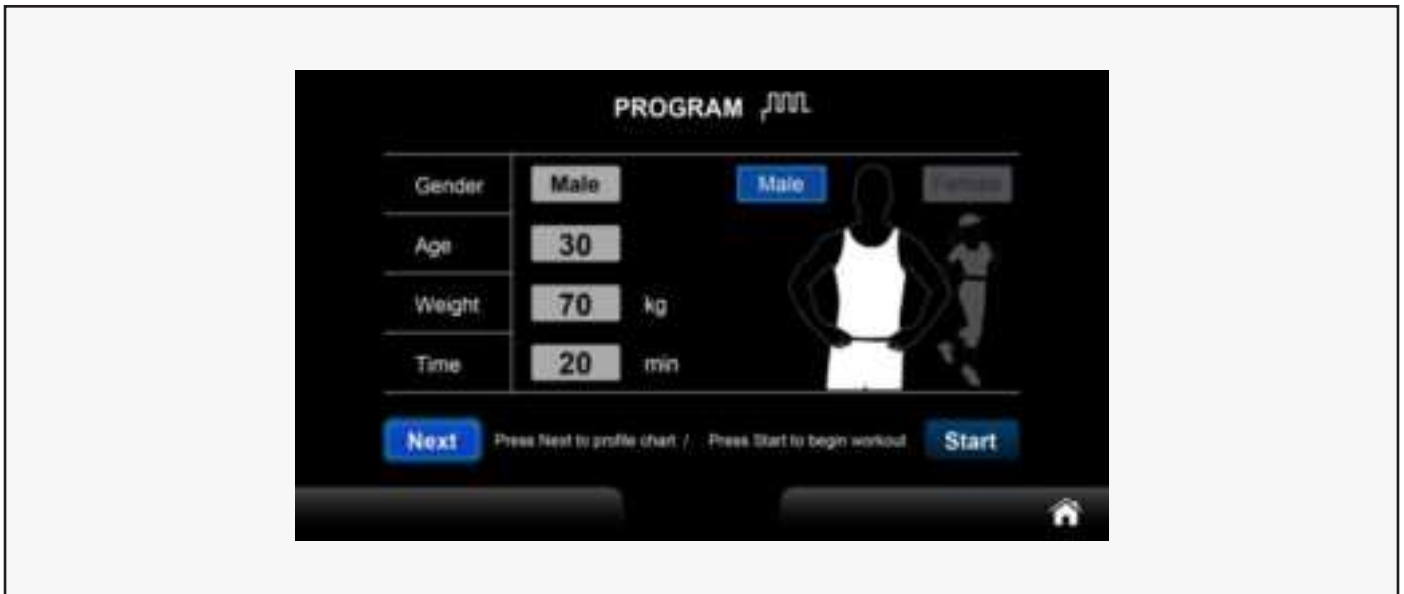 PROGRAM
Gender Male Male Female
Age 30
Weight 70 kg
Time 20 min
Next Press Next to profile chart / Press Start to begin workout Start